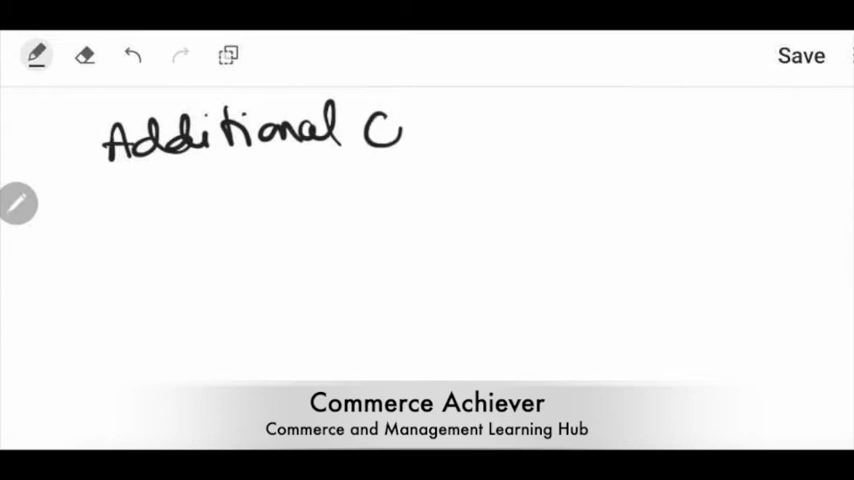 Save
Additional C
Commerce Achiever
Commerce and Management Learning Hub